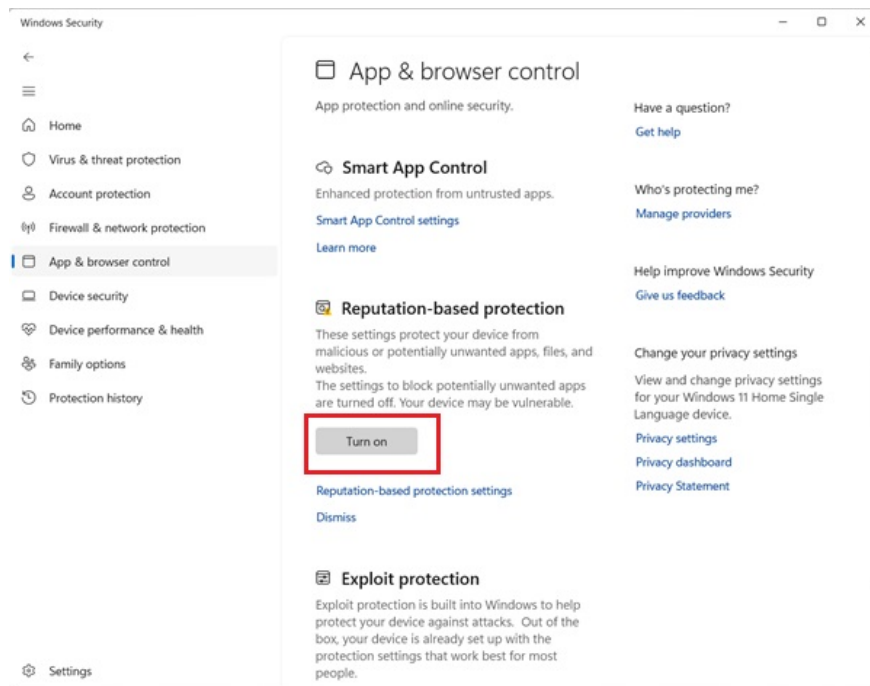 Windows Security
Home
Virus & threat protection
Account protection
Firewall & network protection
App & browser control
Device security
Device performance & health
Family options
Protection history
Settings
App & browser control
App protection and online security.
Smart App Control
Enhanced protection from untrusted apps.
Smart App Control settings
Learn more
Reputation-based protection
These settings protect your device from
malicious or potentially unwanted apps, files, and
websites.
The settings to block potentially unwanted apps
are turned off. Your device may be vulnerable.
Turn on
Reputation-based protection settings
Dismiss
Exploit protection
Exploit protection is built into Windows to help
protect your device against attacks. Out of the
box, your device is already set up with the
protection settings that work best for most
people.
Have a question?
Get help
Who's protecting me?
Manage providers
Help improve Windows Security
Give us feedback
Change your privacy settings
View and change privacy settings
for your Windows 11 Home Single
Language device.
Privacy settings
Privacy dashboard
Privacy Statement